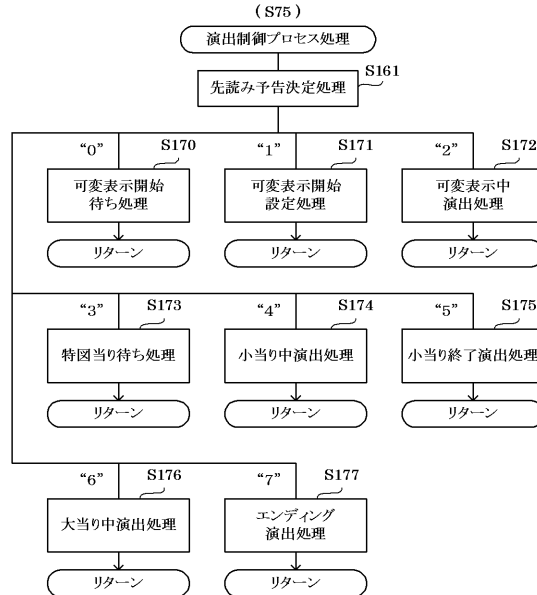 (S75)
演出制御プロセス処理
S161
先読み予告決定処理
“0” S170 “1” S171 “2” S172
可変表示開始
待ち処理
可変表示開始
設定処理
可変表示中
演出処理
リターン リターン リターン
“3” S173 “4” S174 “5” S175
特図当り待ち処理 小当り中演出処理 小当り終了演出処理
リターン リターン リターン
“6” S176 “7” S177
大当り中演出処理
エンディング
演出処理
リターン リターン